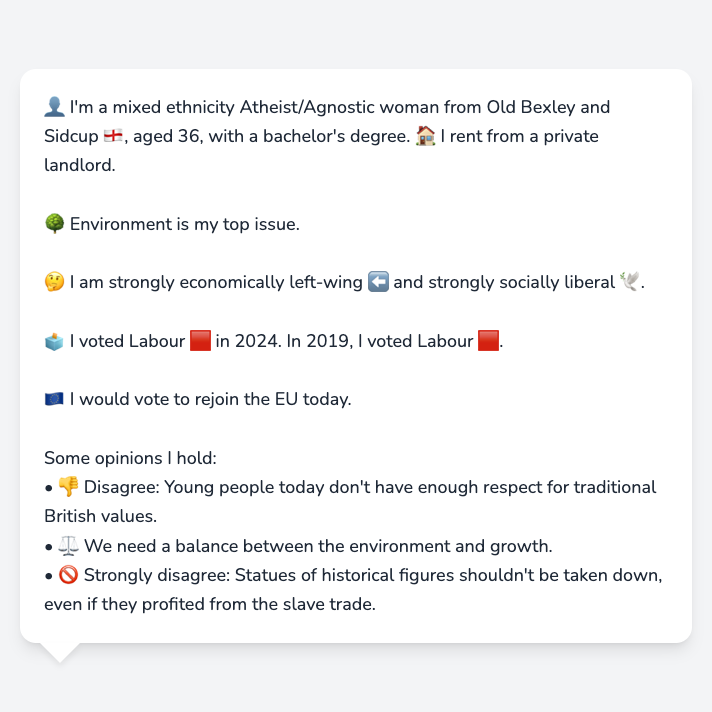 👤 I'm a mixed ethnicity Atheist/Agnostic woman from Old Bexley and
Sidcup 🏴󠁧󠁢󠁥󠁮󠁧󠁿, aged 36, with a bachelor's degree. 🏠 I rent from a private
landlord.
🌳 Environment is my top issue.
🤔 I am strongly economically left-wing ⬅️ and strongly socially liberal 🕊️.
🗳️ I voted Labour 🟥 in 2024. In 2019, I voted Labour 🟥.
🇪🇺 I would vote to rejoin the EU today.
Some opinions I hold:
• 👎 Disagree: Young people today don't have enough respect for traditional
British values.
• ⚖️ We need a balance between the environment and growth.
• 🚫 Strongly disagree: Statues of historical figures shouldn't be taken down,
even if they profited from the slave trade.